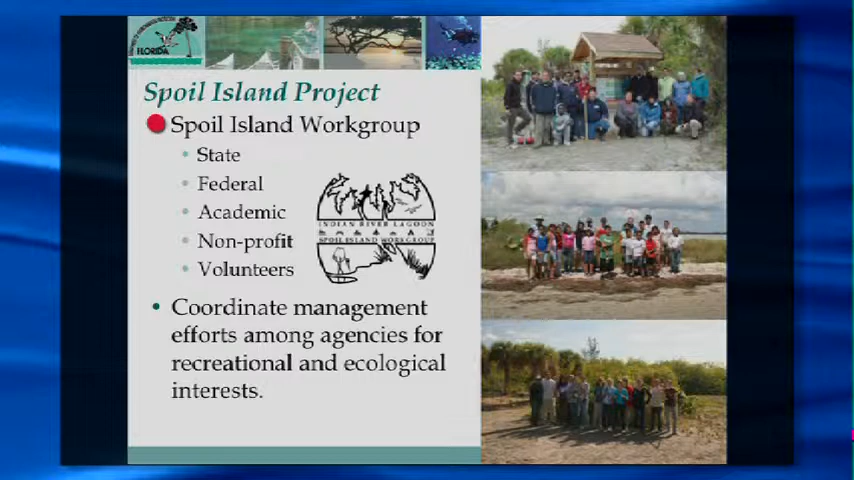 FLORIDA
Spoil Island Project
Spoil Island Workgroup
State
Federal
Academic
Non-profit
Volunteers
INDIAN RIVER LAGOON
SPOIL ISLAND WORKGROUP
• Coordinate management
efforts among agencies for
recreational and ecological
interests.